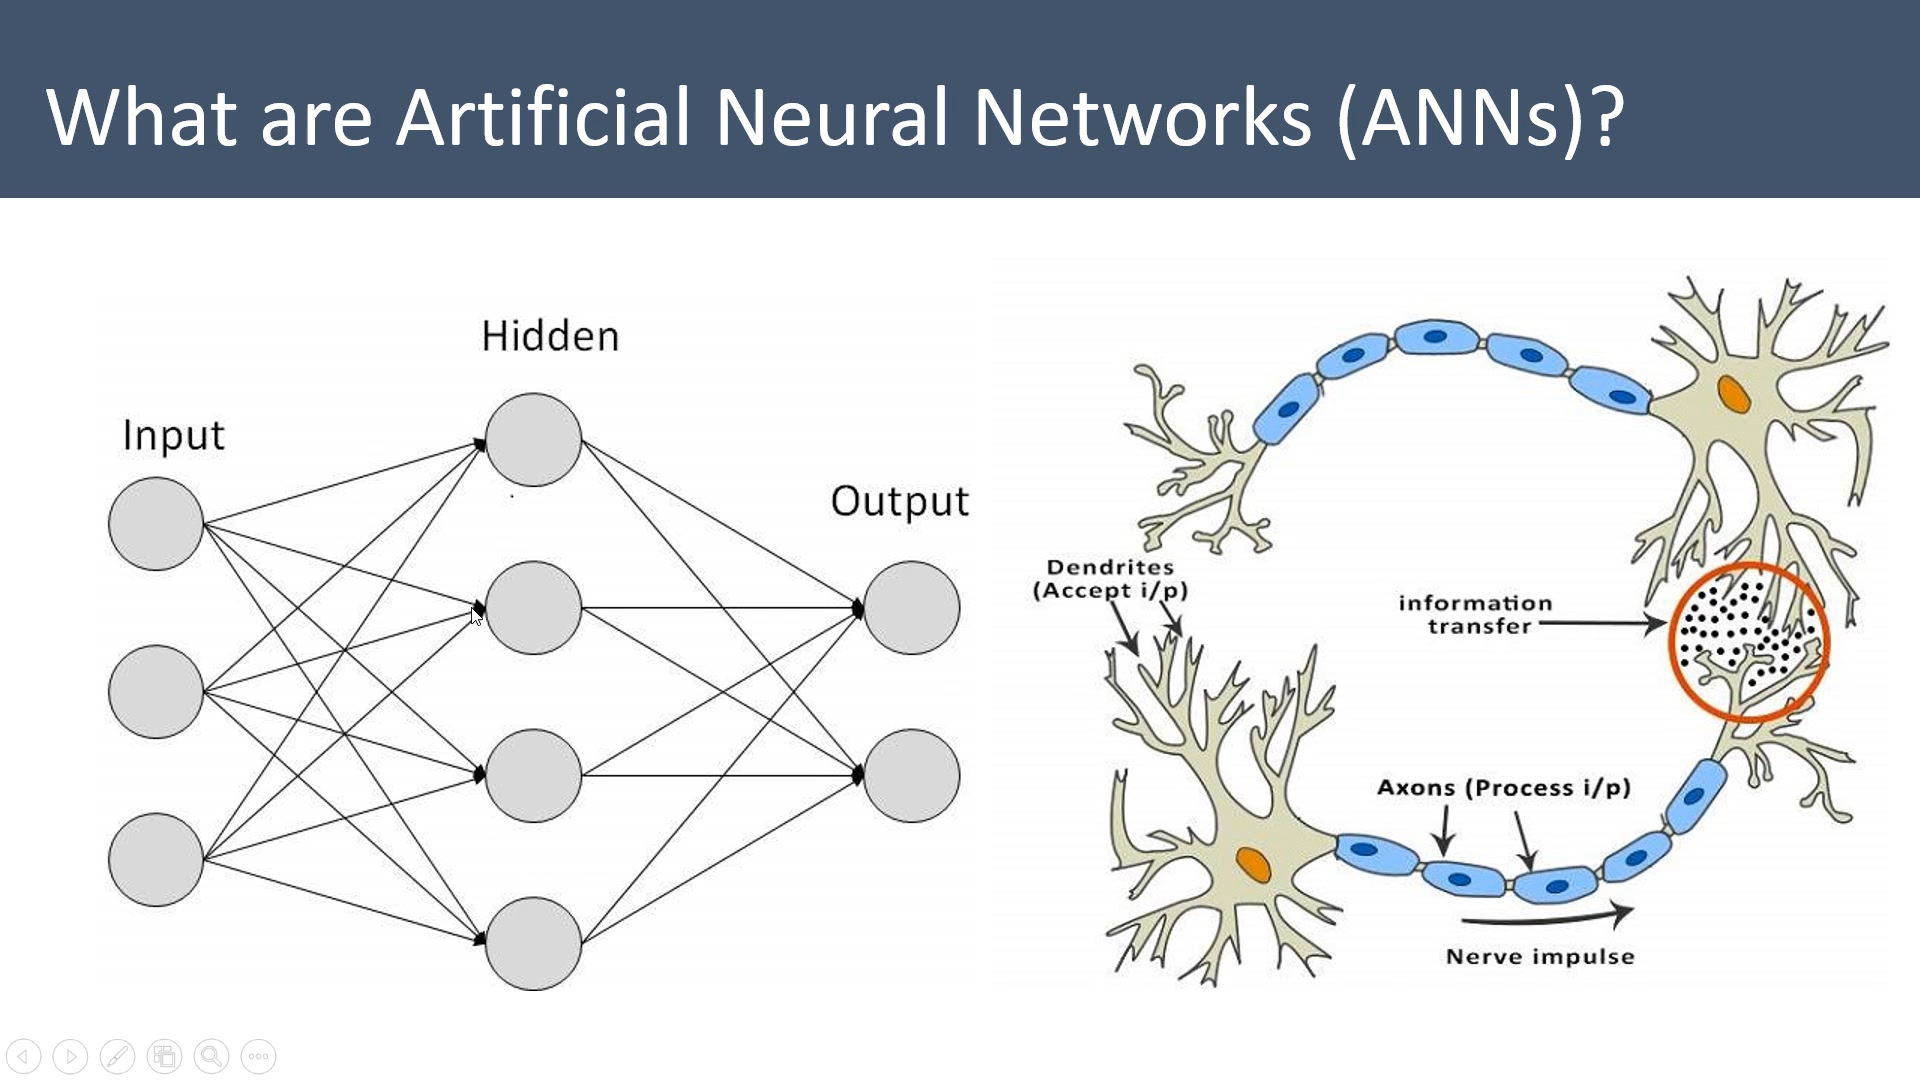 What are Artificial Neural Networks (ANNs)?
Hidden
Input
Output
Dendrites
(Accept i/p)
information
transfer
Axons (Process i/p)
Nerve impulse